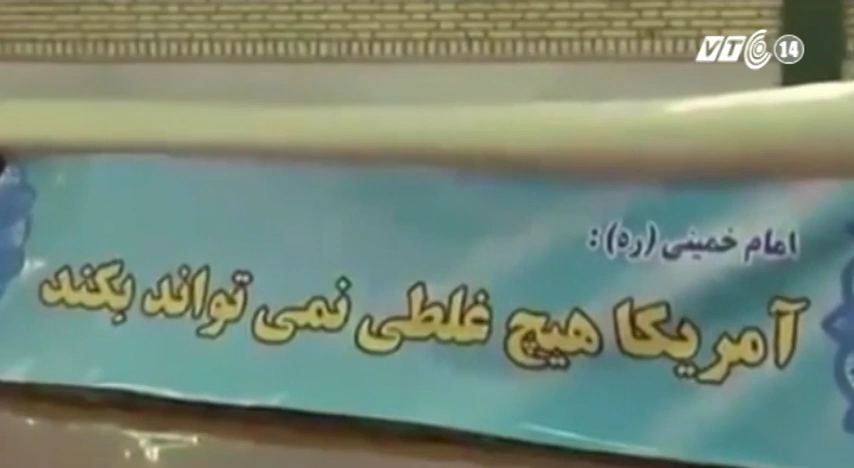 VTC 14
امام خمینی (ره):
آمریکا هیچ غلطی نمی تواند بکند